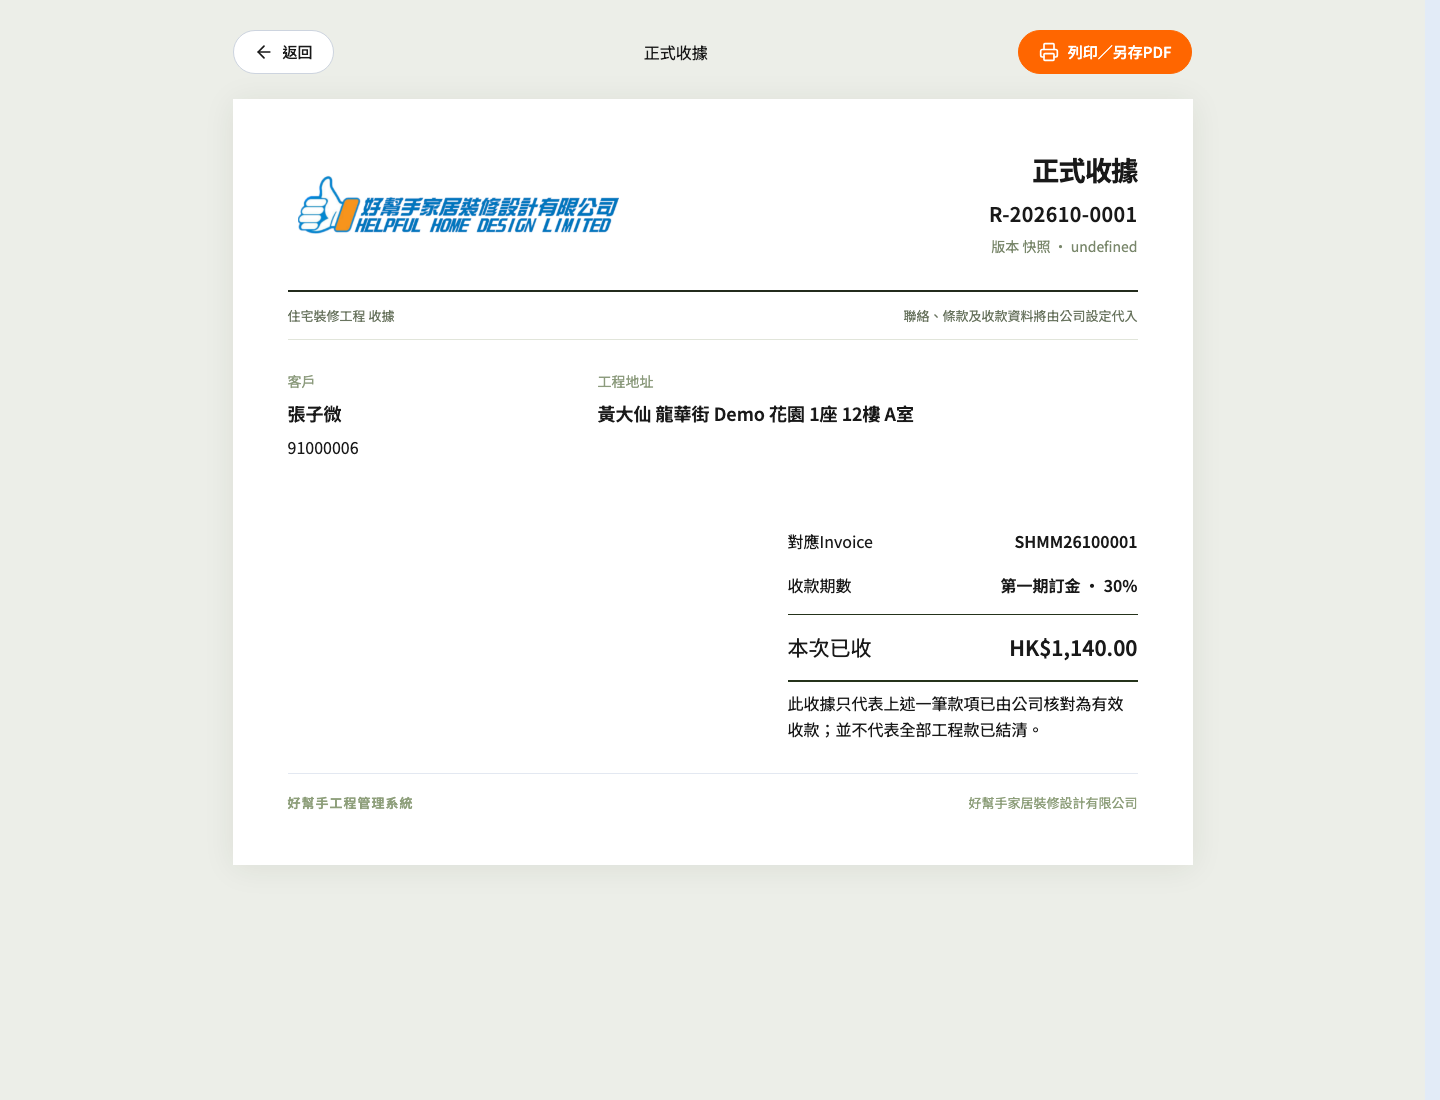 返回
正式收據
列印／另存PDF
好幫手家居裝修設計有限公司
HELPFUL HOME DESIGN LIMITED
正式收據
R-202610-0001
版本 快照 · undefined
住宅裝修工程 收據
聯絡、條款及收款資料將由公司設定代入
客戶
張子微
91000006
工程地址
黃大仙 龍華街 Demo 花園 1座 12樓 A室
對應Invoice
SHMM26100001
收款期數
第一期訂金 · 30%
本次已收
HK$1,140.00
此收據只代表上述一筆款項已由公司核對為有效
收款；並不代表全部工程款已結清。
好幫手工程管理系統
好幫手家居裝修設計有限公司